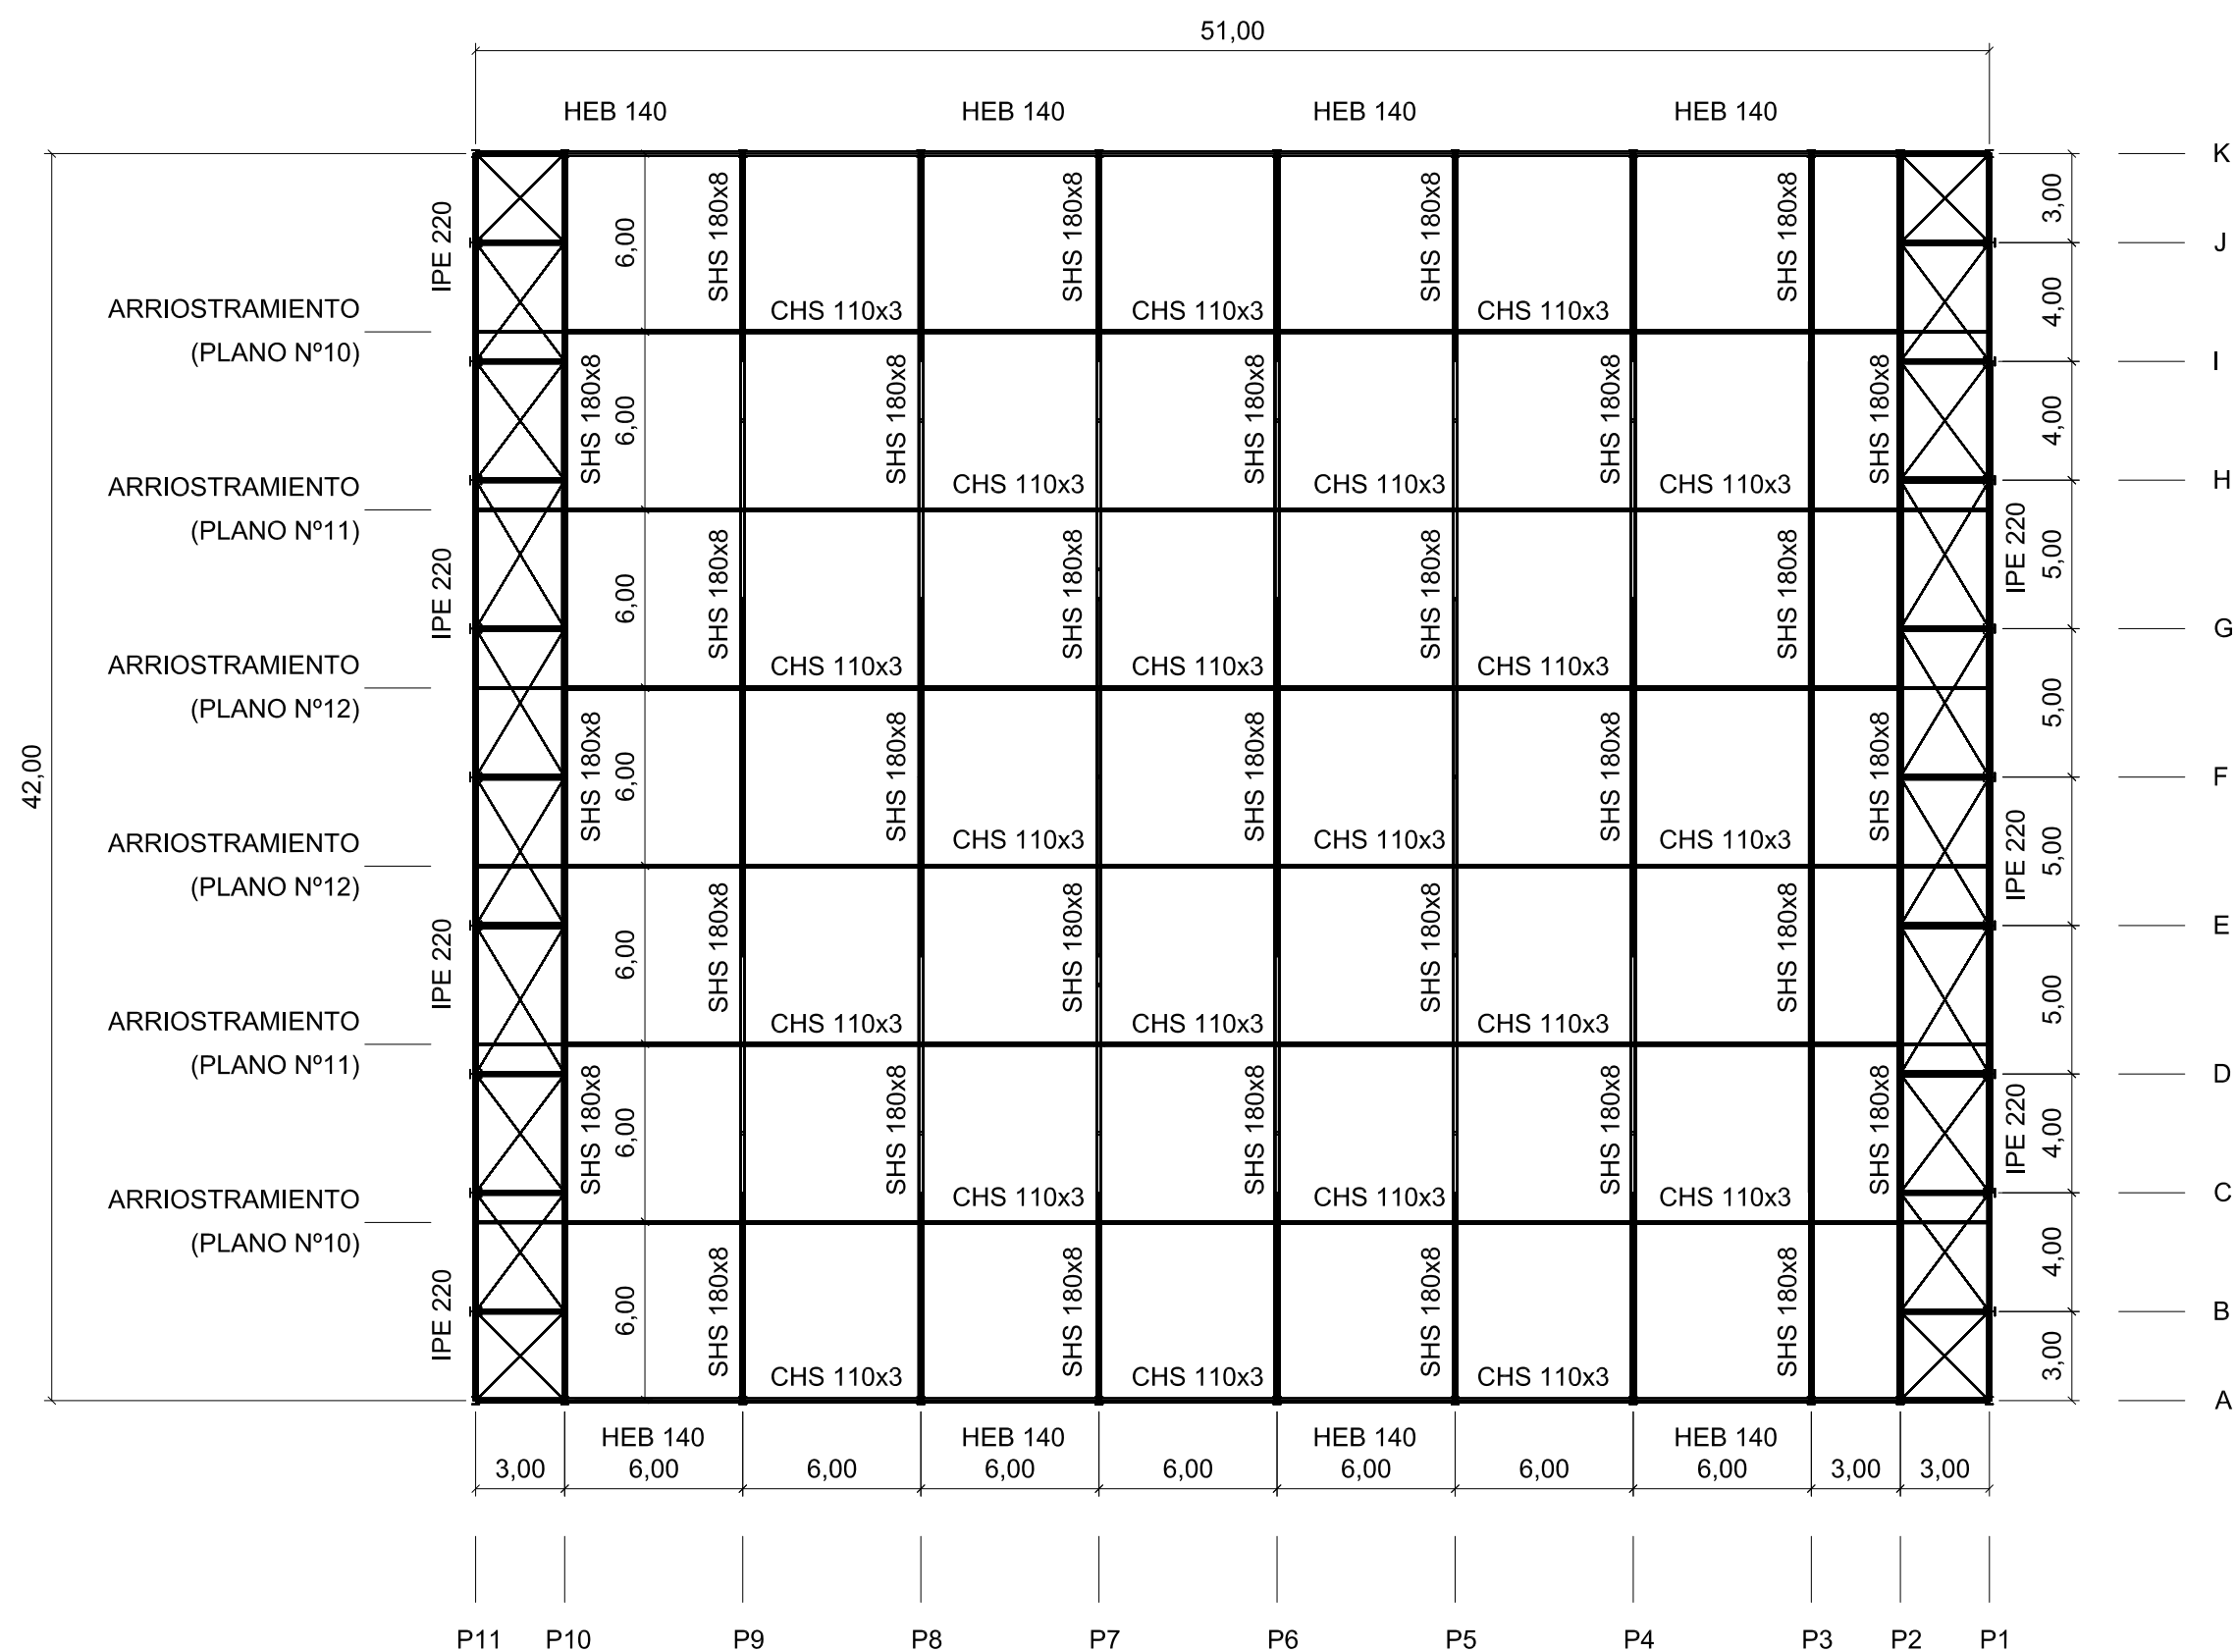 51,00
HEB 140 HEB 140 HEB 140 HEB 140
K
3,00
SHS 180x8 SHS 180x8 SHS 180x8 SHS 180x8
IPE 220 6,00
J
4,00
ARRIOSTRAMIENTO
(PLANO Nº10)
CHS 110x3 CHS 110x3 CHS 110x3
I
SHS 180x8 6,00 SHS 180x8 SHS 180x8 SHS 180x8 SHS 180x8
4,00
ARRIOSTRAMIENTO
(PLANO Nº11)
CHS 110x3 CHS 110x3 CHS 110x3
H
IPE 220 6,00 SHS 180x8 SHS 180x8 SHS 180x8 SHS 180x8 IPE 220 5,00
G
ARRIOSTRAMIENTO
(PLANO Nº12)
CHS 110x3 CHS 110x3 CHS 110x3
5,00
42,00
SHS 180x8 6,00 SHS 180x8 SHS 180x8 SHS 180x8 SHS 180x8
F
ARRIOSTRAMIENTO
(PLANO Nº12)
CHS 110x3 CHS 110x3 CHS 110x3
IPE 220 5,00
E
IPE 220 6,00 SHS 180x8 SHS 180x8 SHS 180x8 SHS 180x8
5,00
ARRIOSTRAMIENTO
(PLANO Nº11)
CHS 110x3 CHS 110x3 CHS 110x3
D
SHS 180x8 6,00 SHS 180x8 SHS 180x8 SHS 180x8 SHS 180x8 IPE 220 4,00
C
ARRIOSTRAMIENTO
(PLANO Nº10)
CHS 110x3 CHS 110x3 CHS 110x3
4,00
B
IPE 220 6,00 SHS 180x8 SHS 180x8 SHS 180x8 SHS 180x8
3,00
CHS 110x3 CHS 110x3 CHS 110x3
A
HEB 140 HEB 140 HEB 140 HEB 140
3,00 6,00 6,00 6,00 6,00 6,00 6,00 6,00 3,00 3,00
P11 P10 P9 P8 P7 P6 P5 P4 P3 P2 P1